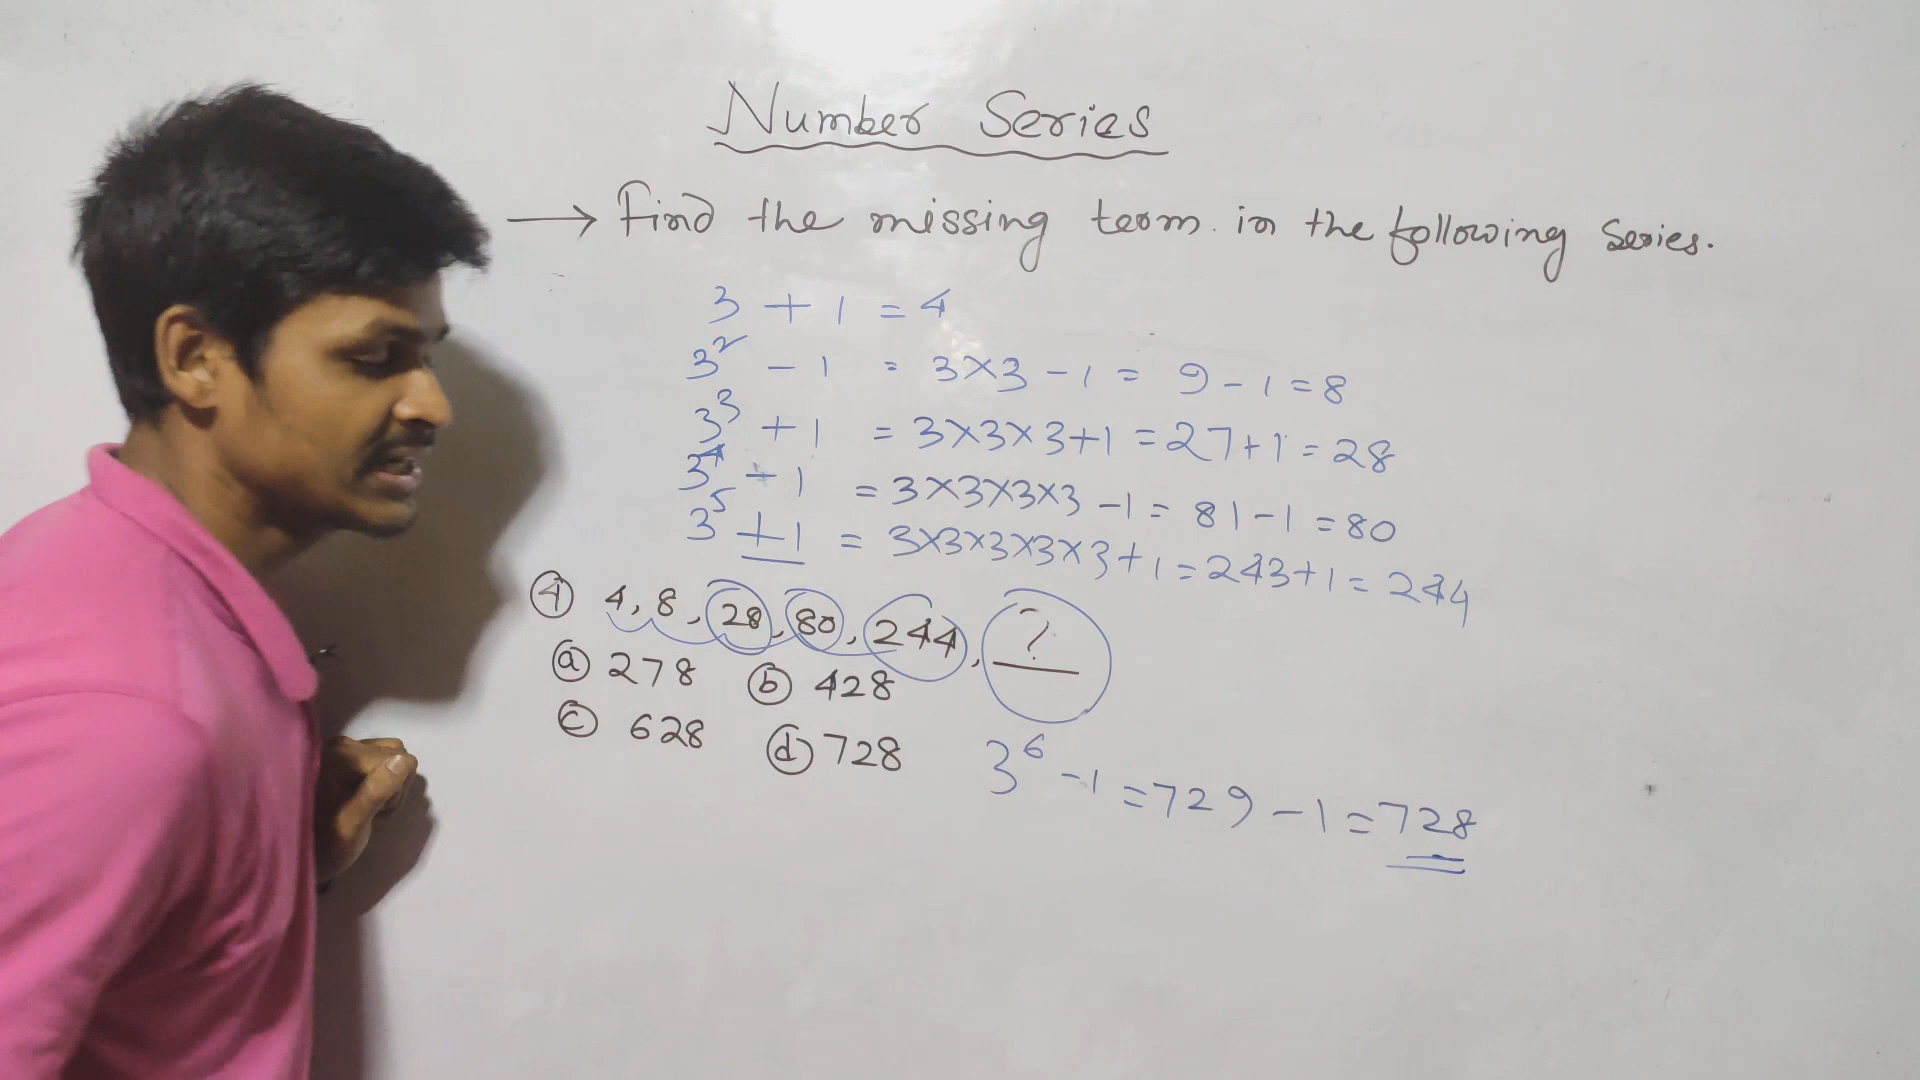 Number Series
→ Find the missing term in the following Series.
3 + 1 = 4
3² - 1 = 3×3-1 = 9-1=8
3³ + 1 = 3×3×3+1=27+1=28
3⁴ - 1 = 3×3×3×3-1=81-1=80
3⁵ + 1 = 3×3×3×3×3+1=243+1=244
④ 4, 8, 28, 80, 244, ?
ⓐ 278 ⓑ 428
ⓒ 628 ⓓ 728
3⁶ -1 =729-1=728